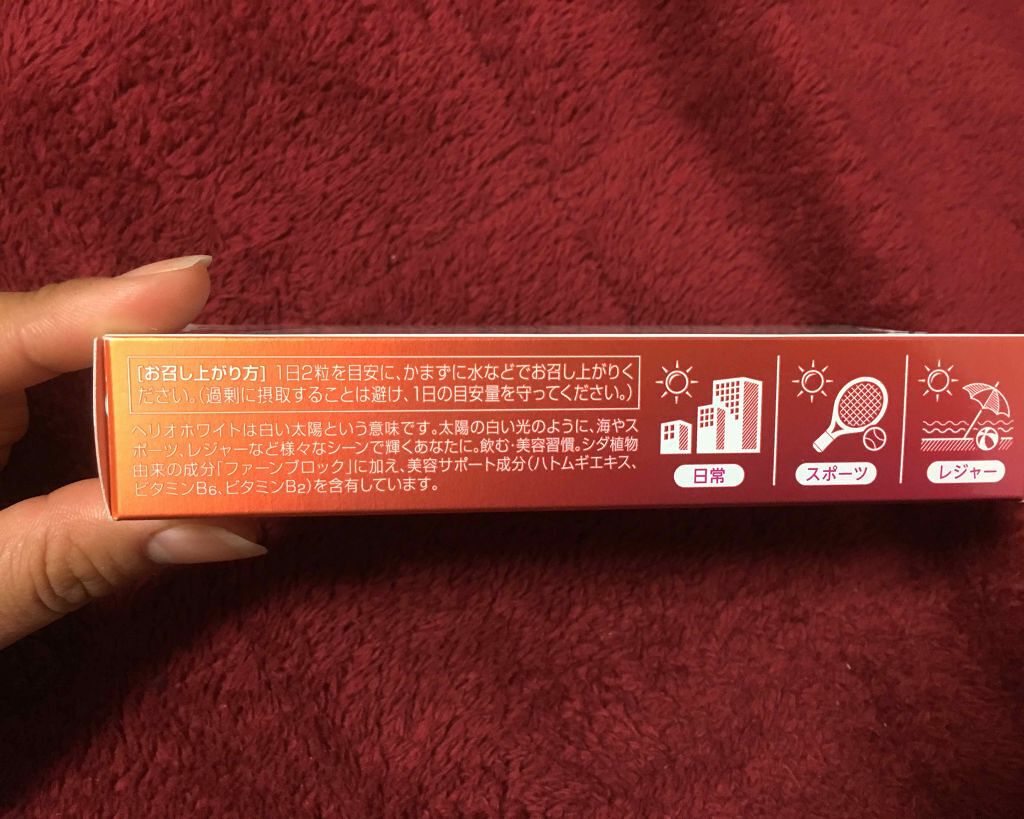 [お召し上がり方] 1日2粒を目安に、かまずに水などでお召し上がりく
ださい。(過剰に摂取することは避け、1日の目安量を守ってください。)
ヘリオホワイトは白い太陽という意味です。太陽の白い光のように、海やス
ポーツ、レジャーなど様々なシーンで輝くあなたに。飲む・美容習慣。シダ植物
由来の成分「ファーンブロック」に加え、美容サポート成分(ハトムギエキス、
ビタミンB6、ビタミンB2)を含有しています。
日常
スポーツ
レジャー